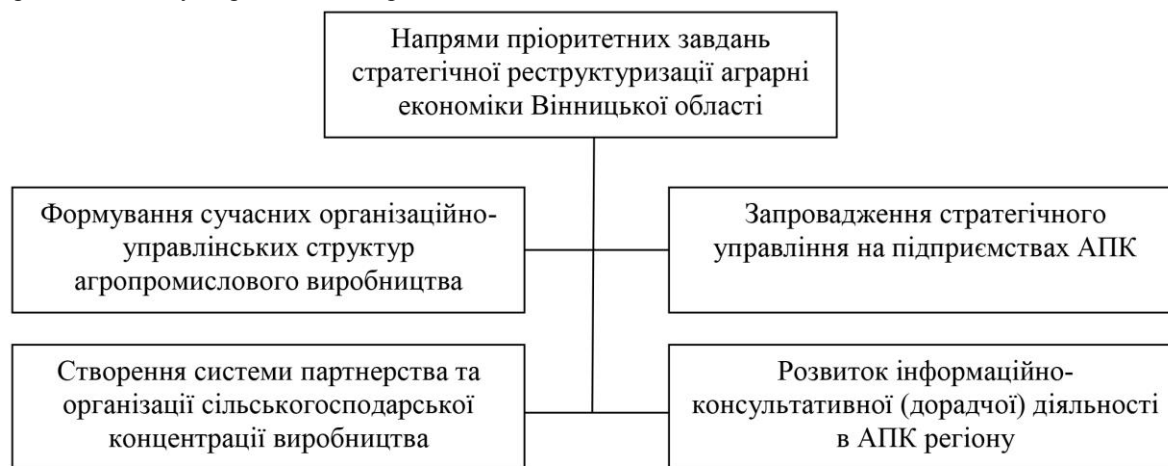 Напрями пріоритетних завдань
стратегічної реструктуризації аграрні
економіки Вінницької області
Формування сучасних організаційно-
управлінських структур
агропромислового виробництва
Запровадження стратегічного
управління на підприємствах АПК
Створення системи партнерства та
організації сільськогосподарської
концентрації виробництва
Розвиток інформаційно-
консультативної (дорадчої) діяльності
в АПК регіону